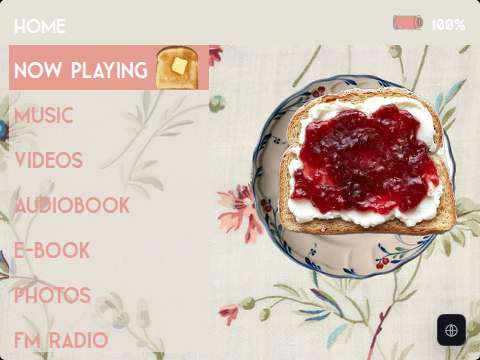 HOME
100%
NOW PLAYING
MUSIC
VIDEOS
AUDIOBOOK
E-BOOK
PHOTOS
FM RADIO